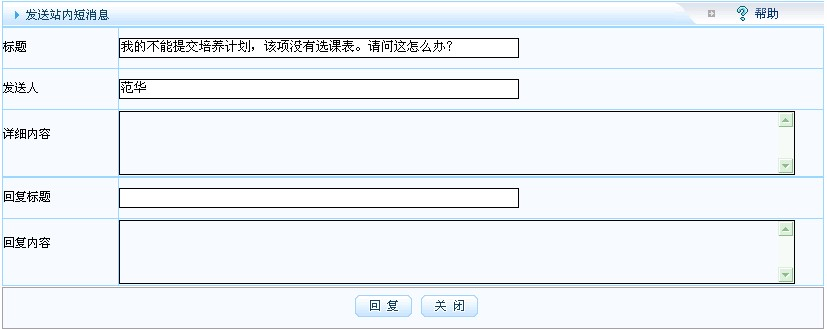 发送站内短消息
帮助
标题
我的不能提交培养计划，该项没有选课表。请问这怎么办？
发送人
范华
详细内容
回复标题
回复内容
回 复
关 闭